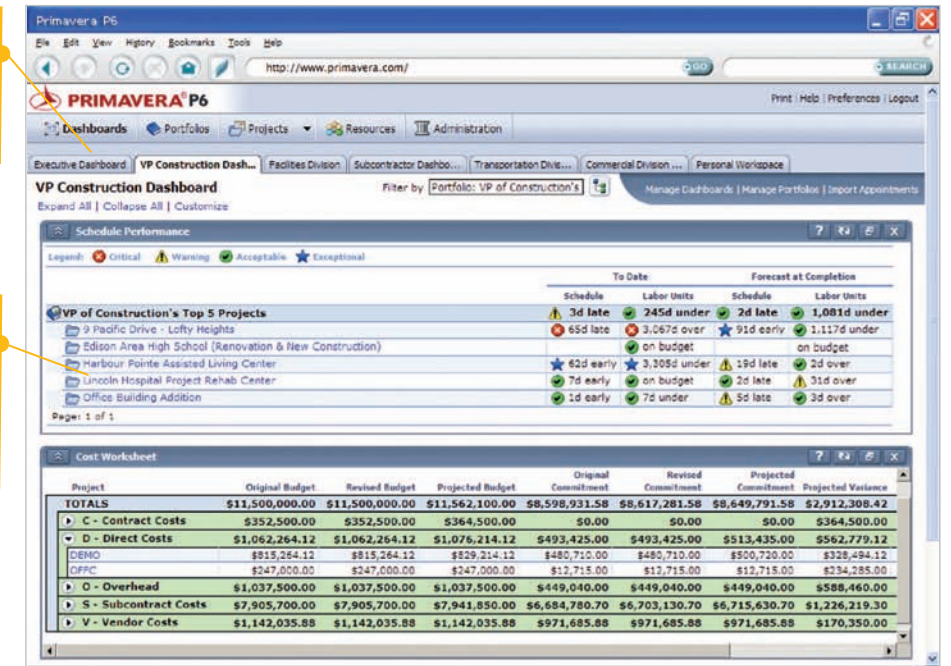 Primavera P6
File Edit View History Bookmarks Tools Help
http://www.primavera.com/ GO SEARCH
PRIMAVERA® P6 Print | Help | Preferences | Logout
Dashboards Portfolios Projects Resources Administration
Executive Dashboard VP Construction Dash... Facilities Division Subcontractor Dashbo... Transportation Divis... Commercial Division ... Personal Workspace
VP Construction Dashboard Filter by Portfolio: VP of Construction's Manage Dashboards | Manage Portfolios | Import Appointments
Expand All | Collapse All | Customize
Schedule Performance ?
Legend: Critical Warning Acceptable Exceptional
To Date Forecast at Completion
Schedule Labor Units Schedule Labor Units
VP of Construction's Top 5 Projects 3d late 245d under 2d late 1,081d under
9 Pacific Drive - Lofty Heights 65d late 3,067d over 91d early 1,117d under
Edison Area High School (Renovation & New Construction) on budget on budget
Harbour Pointe Assisted Living Center 62d early 3,305d under 19d late 2d over
Lincoln Hospital Project Rehab Center 7d early on budget 2d late 31d over
Office Building Addition 1d early 7d under 5d late 3d over
Page: 1 of 1
Cost Worksheet ?
Project Original Budget Revised Budget Projected Budget Original Commitment Revised Commitment Projected Commitment Projected Variance
TOTALS $11,500,000.00 $11,500,000.00 $11,562,100.00 $8,598,931.58 $8,617,281.58 $8,649,791.58 $2,912,308.42
C - Contract Costs $352,500.00 $352,500.00 $364,500.00 $0.00 $0.00 $0.00 $364,500.00
D - Direct Costs $1,062,264.12 $1,062,264.12 $1,076,214.12 $493,425.00 $493,425.00 $513,435.00 $562,779.12
DEMO $815,264.12 $815,264.12 $829,214.12 $480,710.00 $480,710.00 $500,720.00 $328,494.12
OFFC $247,000.00 $247,000.00 $247,000.00 $12,715.00 $12,715.00 $12,715.00 $234,285.00
O - Overhead $1,037,500.00 $1,037,500.00 $1,037,500.00 $449,040.00 $449,040.00 $449,040.00 $588,460.00
S - Subcontract Costs $7,905,700.00 $7,905,700.00 $7,941,850.00 $6,684,780.70 $6,703,130.70 $6,715,630.70 $1,226,219.30
V - Vendor Costs $1,142,035.88 $1,142,035.88 $1,142,035.88 $971,685.88 $971,685.88 $971,685.88 $170,350.00